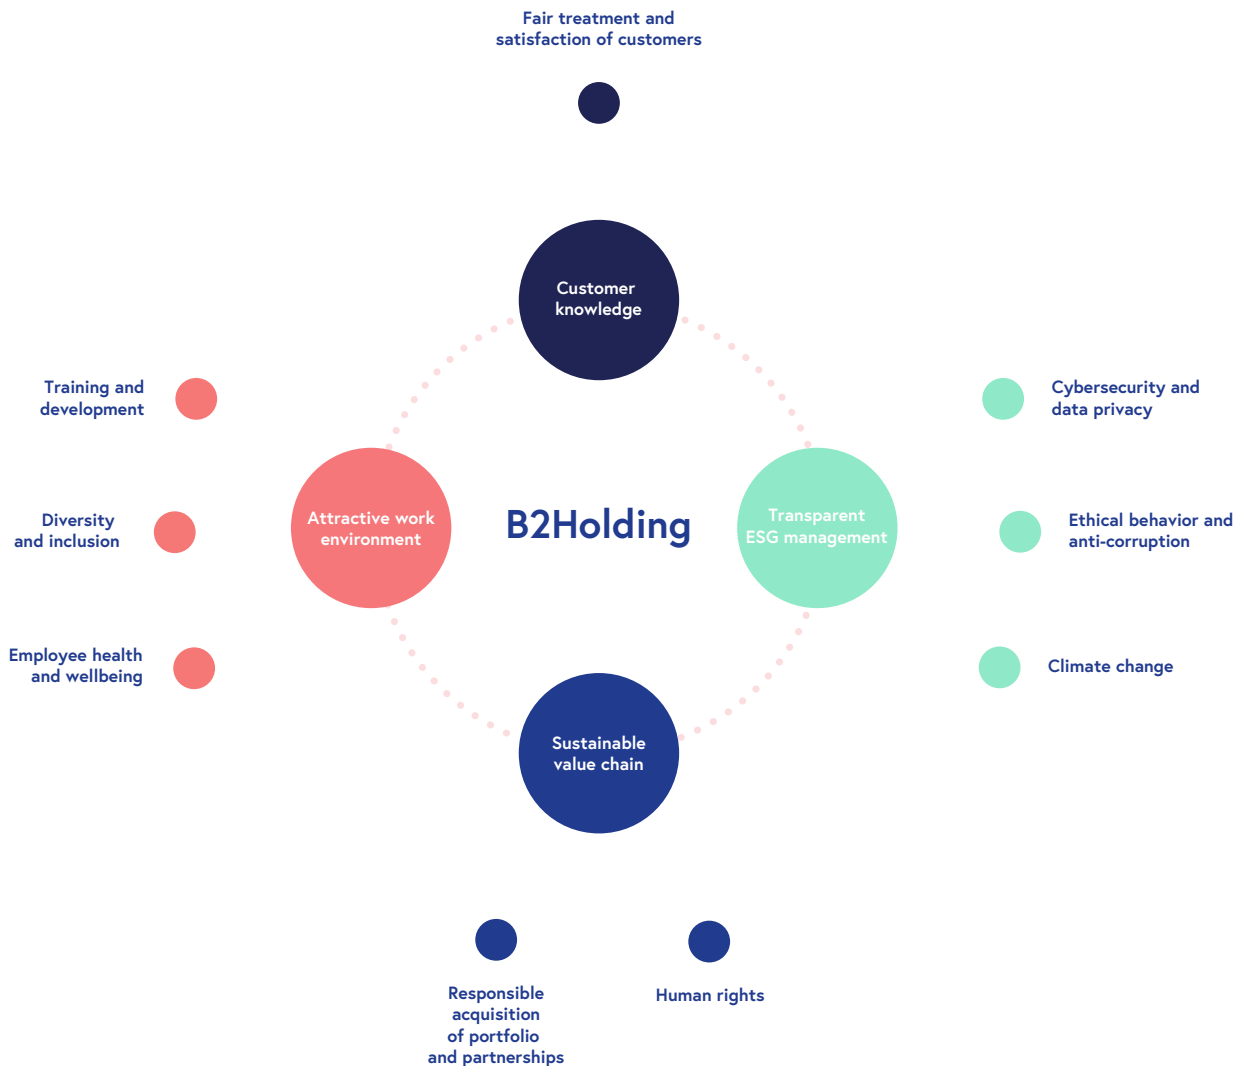 Fair treatment and
satisfaction of customers
Customer
knowledge
Training and
development
Cybersecurity and
data privacy
Attractive work
environment
B2Holding
Transparent
ESG management
Diversity
and inclusion
Ethical behavior and
anti-corruption
Employee health
and wellbeing
Climate change
Sustainable
value chain
Responsible
acquisition
of portfolio
and partnerships
Human rights